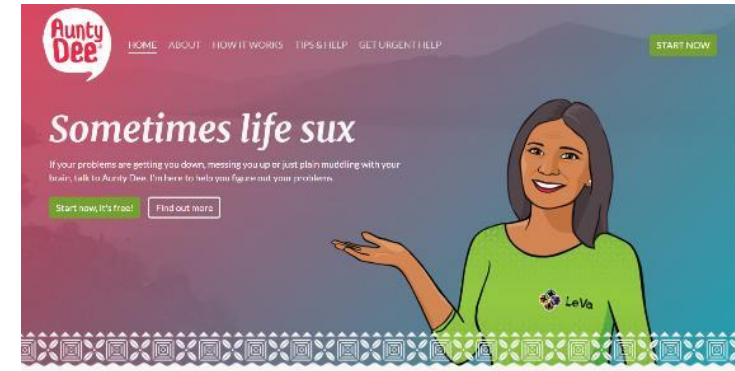 Aunty
Dee
HOME ABOUT HOW IT WORKS TIPS & HELP GET URGENT HELP
START NOW
Sometimes life sux
If your problems are getting you down, messing you up or just plain muddling with your
brain, talk to Aunty Dee. I'm here to help you figure out your problems.
Start now, it's free!
Find out more
LeVa